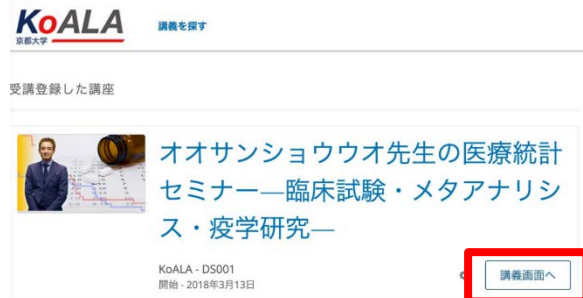 KoALA
京都大学
講義を探す
受講登録した講座
オオサンショウウオ先生の医療統計
セミナー―臨床試験・メタアナリシ
ス・疫学研究―
KoALA - DS001
開始 - 2018年3月13日
講義画面へ